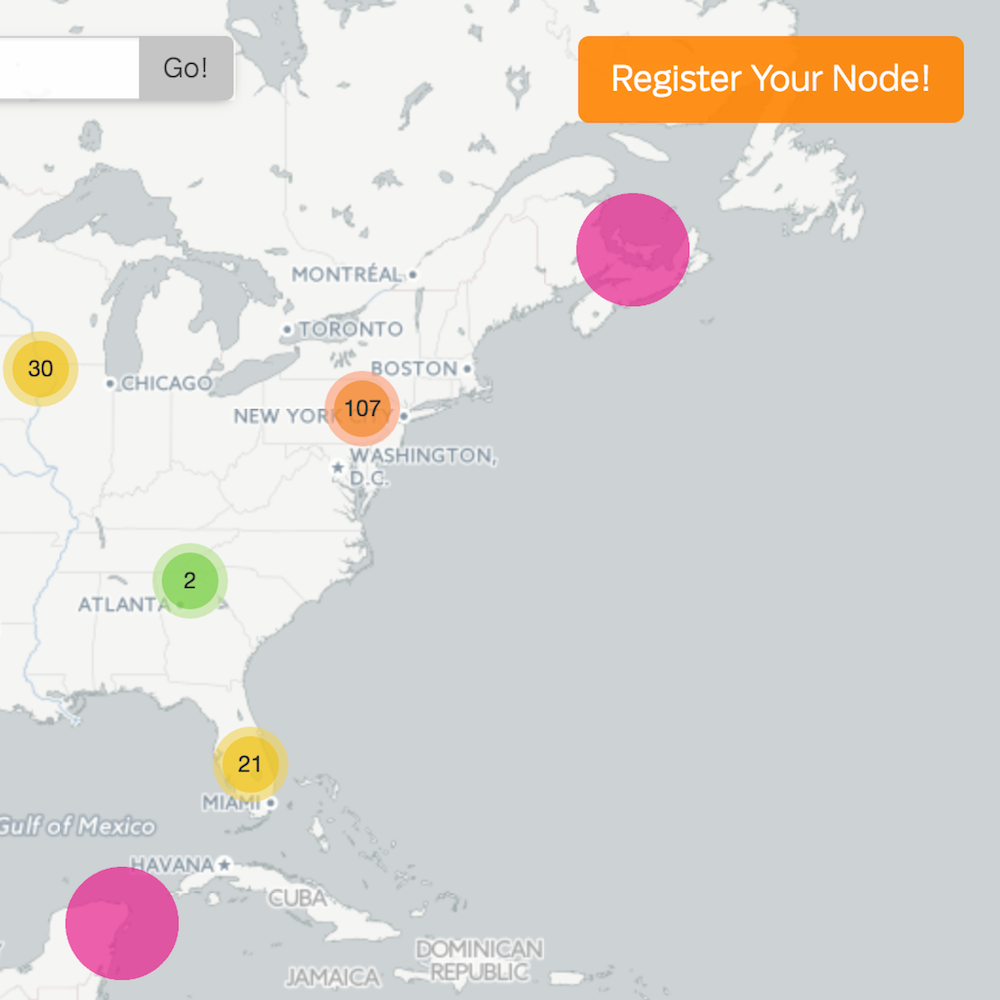 Go!
Register Your Node!
MONTRÉAL
TORONTO
BOSTON
30
CHICAGO
107
NEW YORK CITY
WASHINGTON,
D.C.
2
ATLANTA
21
MIAMI
Gulf of Mexico
HAVANA
CUBA
DOMINICAN
REPUBLIC
JAMAICA